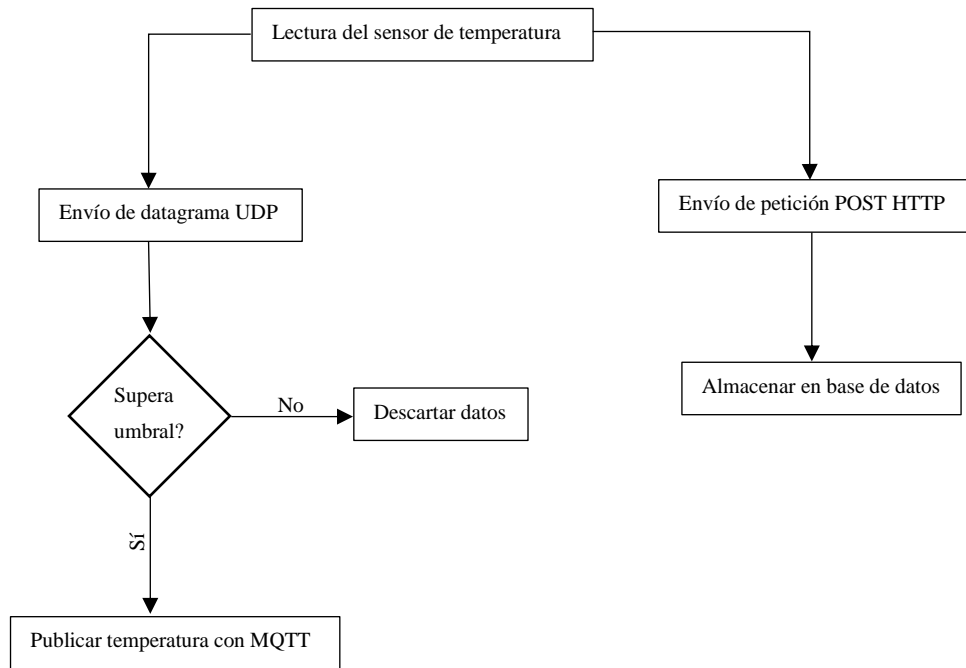 Lectura del sensor de temperatura
Envío de datagrama UDP
Envío de petición POST HTTP
Supera
umbral?
No
Descartar datos
Almacenar en base de datos
Sí
Publicar temperatura con MQTT